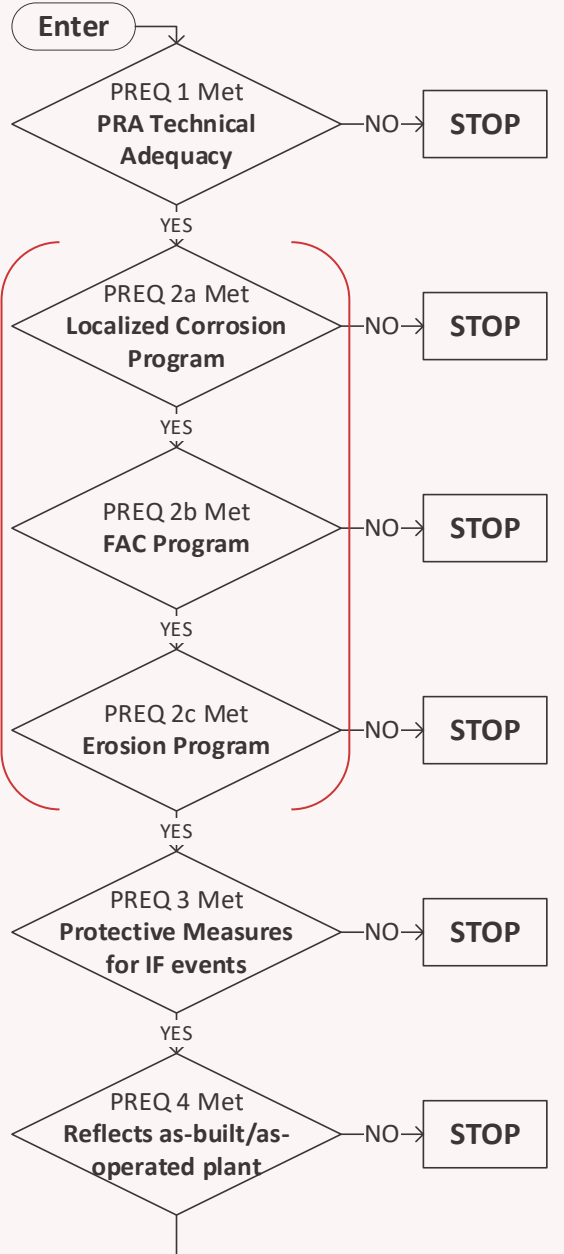 Enter
PREQ 1 Met
PRA Technical
Adequacy
NO
STOP
YES
PREQ 2a Met
Localized Corrosion
Program
NO
STOP
YES
PREQ 2b Met
FAC Program
NO
STOP
YES
PREQ 2c Met
Erosion Program
NO
STOP
YES
PREQ 3 Met
Protective Measures
for IF events
NO
STOP
YES
PREQ 4 Met
Reflects as-built/as-
operated plant
NO
STOP